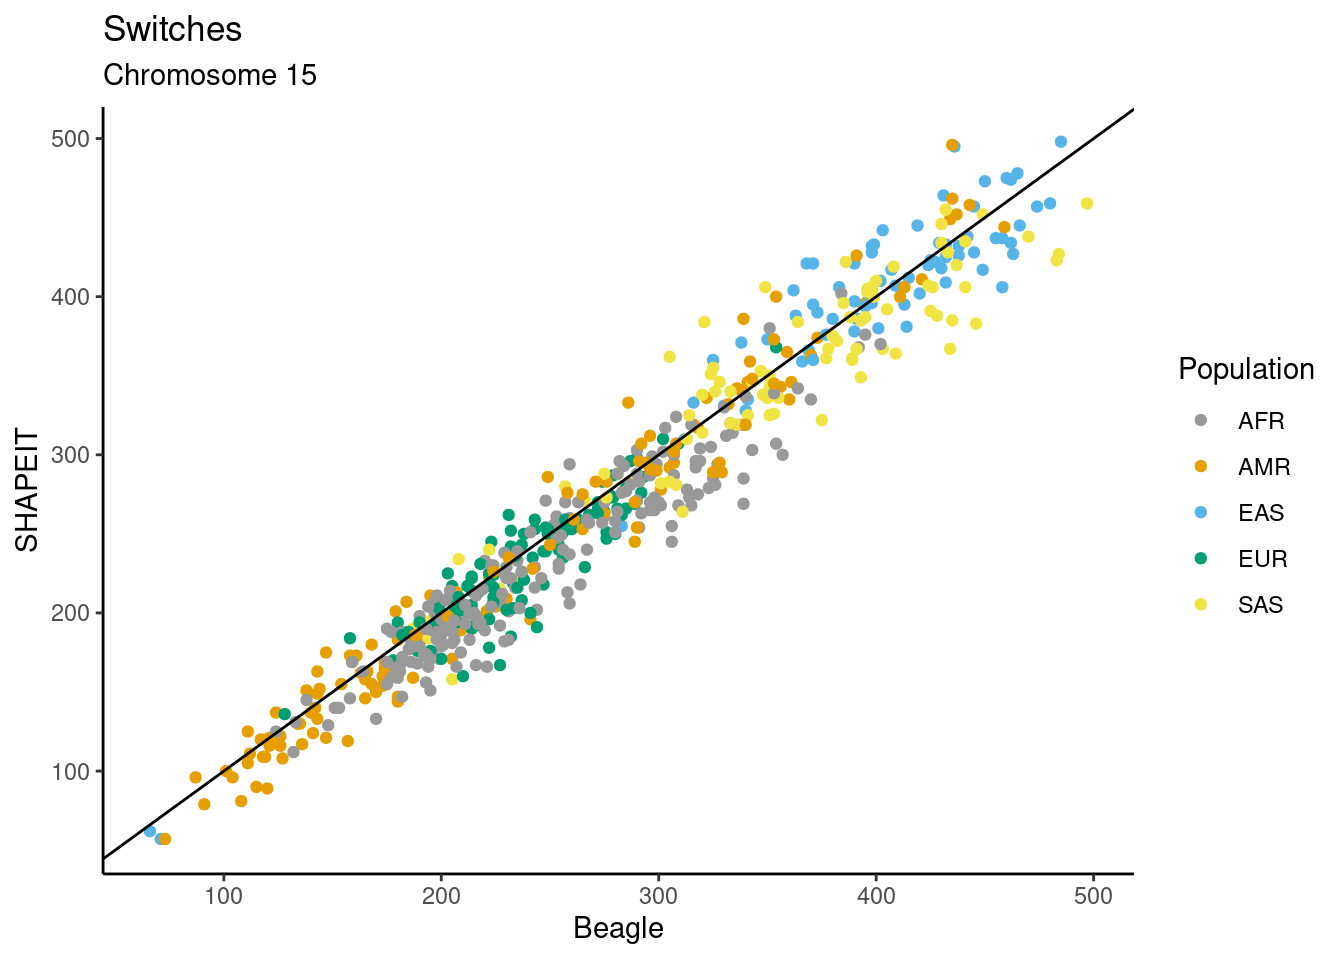 Switches
Chromosome 15
500
400
300
200
100
SHAPEIT
100
200
300
400
500
Beagle
Population
AFR
AMR
EAS
EUR
SAS